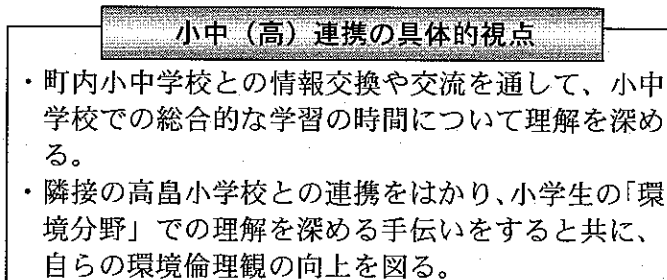 小中（高）連携の具体的視点
・町内小中学校との情報交換や交流を通して、小中
学校での総合的な学習の時間について理解を深め
る。
・隣接の高畠小学校との連携をはかり、小学生の「環
境分野」での理解を深める手伝いをすると共に、
自らの環境倫理観の向上を図る。